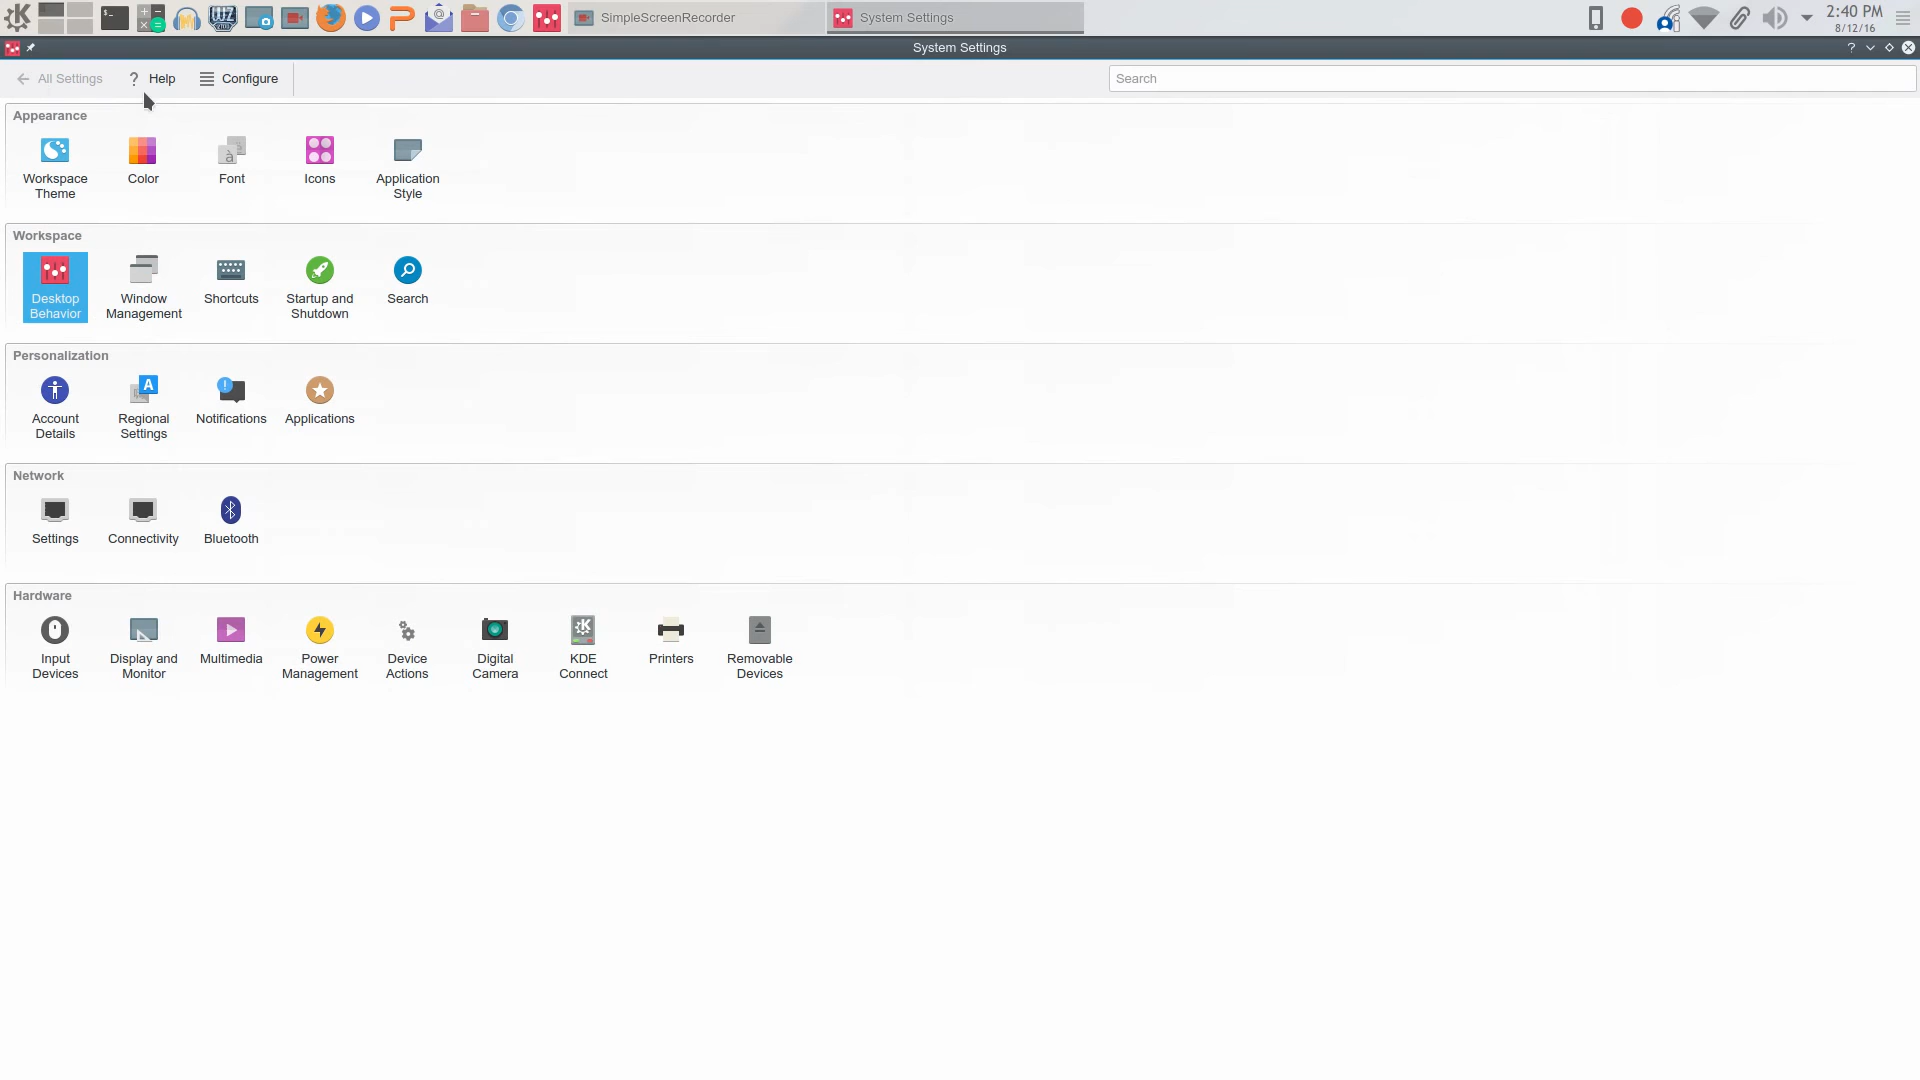 SimpleScreenRecorder
System Settings
2:40 PM
8/12/16
System Settings
All Settings
? Help
Configure
Search
Appearance
Workspace Theme
Color
Font
Icons
Application Style
Workspace
Desktop Behavior
Window Management
Shortcuts
Startup and Shutdown
Search
Personalization
Account Details
Regional Settings
Notifications
Applications
Network
Settings
Connectivity
Bluetooth
Hardware
Input Devices
Display and Monitor
Multimedia
Power Management
Device Actions
Digital Camera
KDE Connect
Printers
Removable Devices